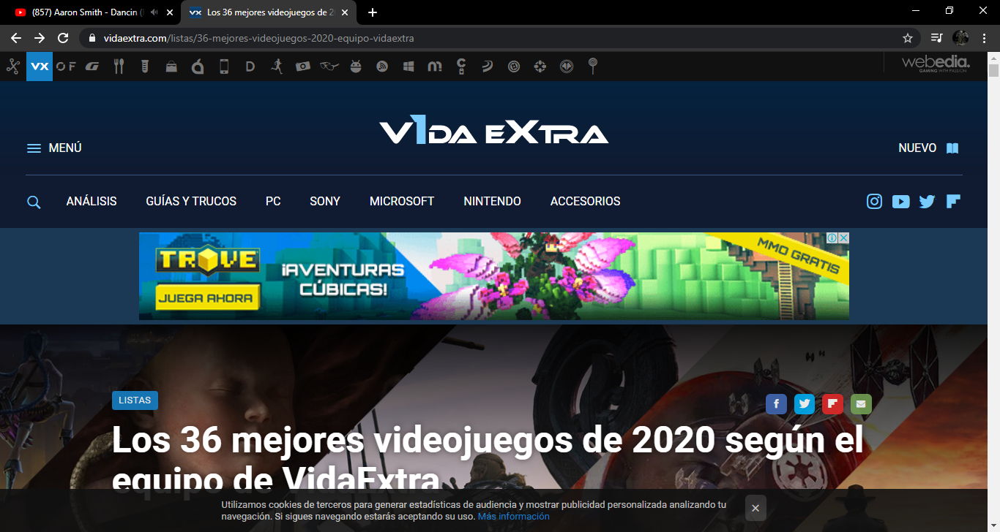 (857) Aaron Smith - Dancin (
Los 36 mejores videojuegos de 2
vidaextra.com/listas/36-mejores-videojuegos-2020-equipo-vidaextra
VX OF G D
webedia.
GAMING WITH PASSION
VIDA EXTRA
MENÚ
NUEVO
ANÁLISIS GUÍAS Y TRUCOS PC SONY MICROSOFT NINTENDO ACCESORIOS
TROVE
JUEGA AHORA
¡AVENTURAS
CÚBICAS!
MMO GRATIS
LISTAS
Los 36 mejores videojuegos de 2020 según el
equipo de VidaExtra
Utilizamos cookies de terceros para generar estadísticas de audiencia y mostrar publicidad personalizada analizando tu
navegación. Si sigues navegando estarás aceptando su uso. Más información